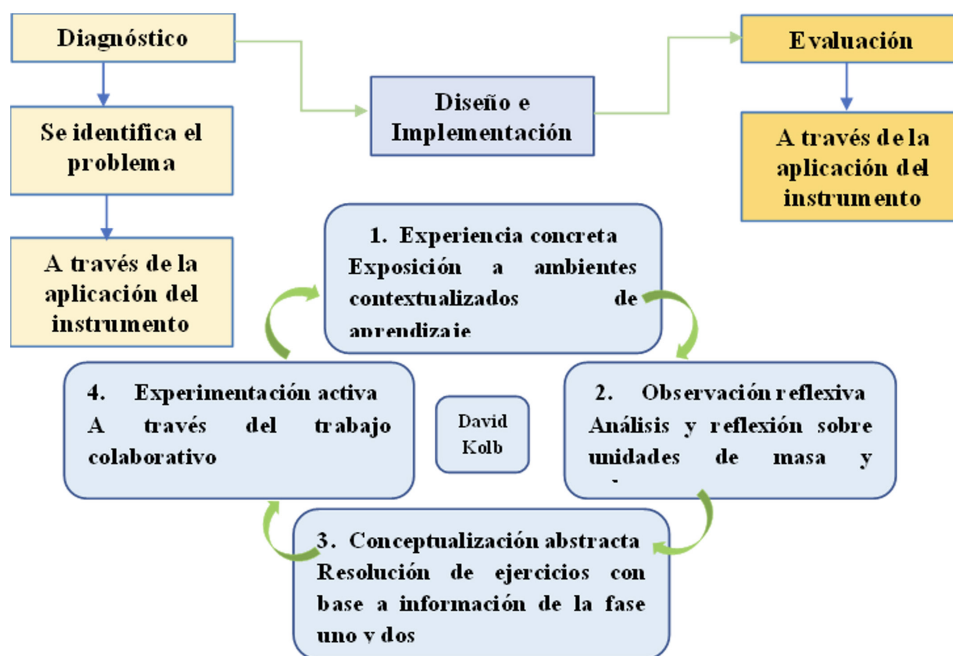 Diagnóstico
Se identifica el
problema
A través de la
aplicación del
instrumento
Diseño e
Implementación
Evaluación
A través de la
aplicación del
instrumento
1. Experiencia concreta
Exposición a ambientes
contextualizados de
aprendizaje
2. Observación reflexiva
Análisis y reflexión sobre
unidades de masa y
3. Conceptualización abstracta
Resolución de ejercicios con
base a información de la fase
uno y dos
4. Experimentación activa
A través del trabajo
colaborativo
David
Kolb